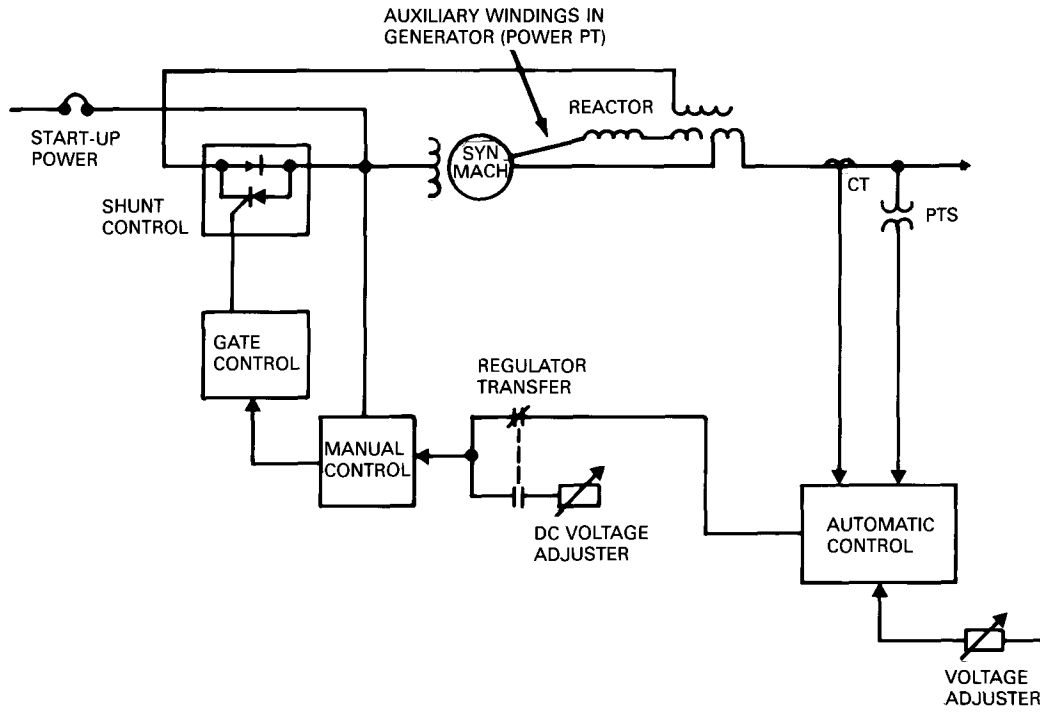 AUXILIARY WINDINGS IN
GENERATOR (POWER PT)
REACTOR
START-UP
POWER
SYN
MACH
CT
PTS
SHUNT
CONTROL
GATE
CONTROL
REGULATOR
TRANSFER
MANUAL
CONTROL
DC VOLTAGE
ADJUSTER
AUTOMATIC
CONTROL
VOLTAGE
ADJUSTER